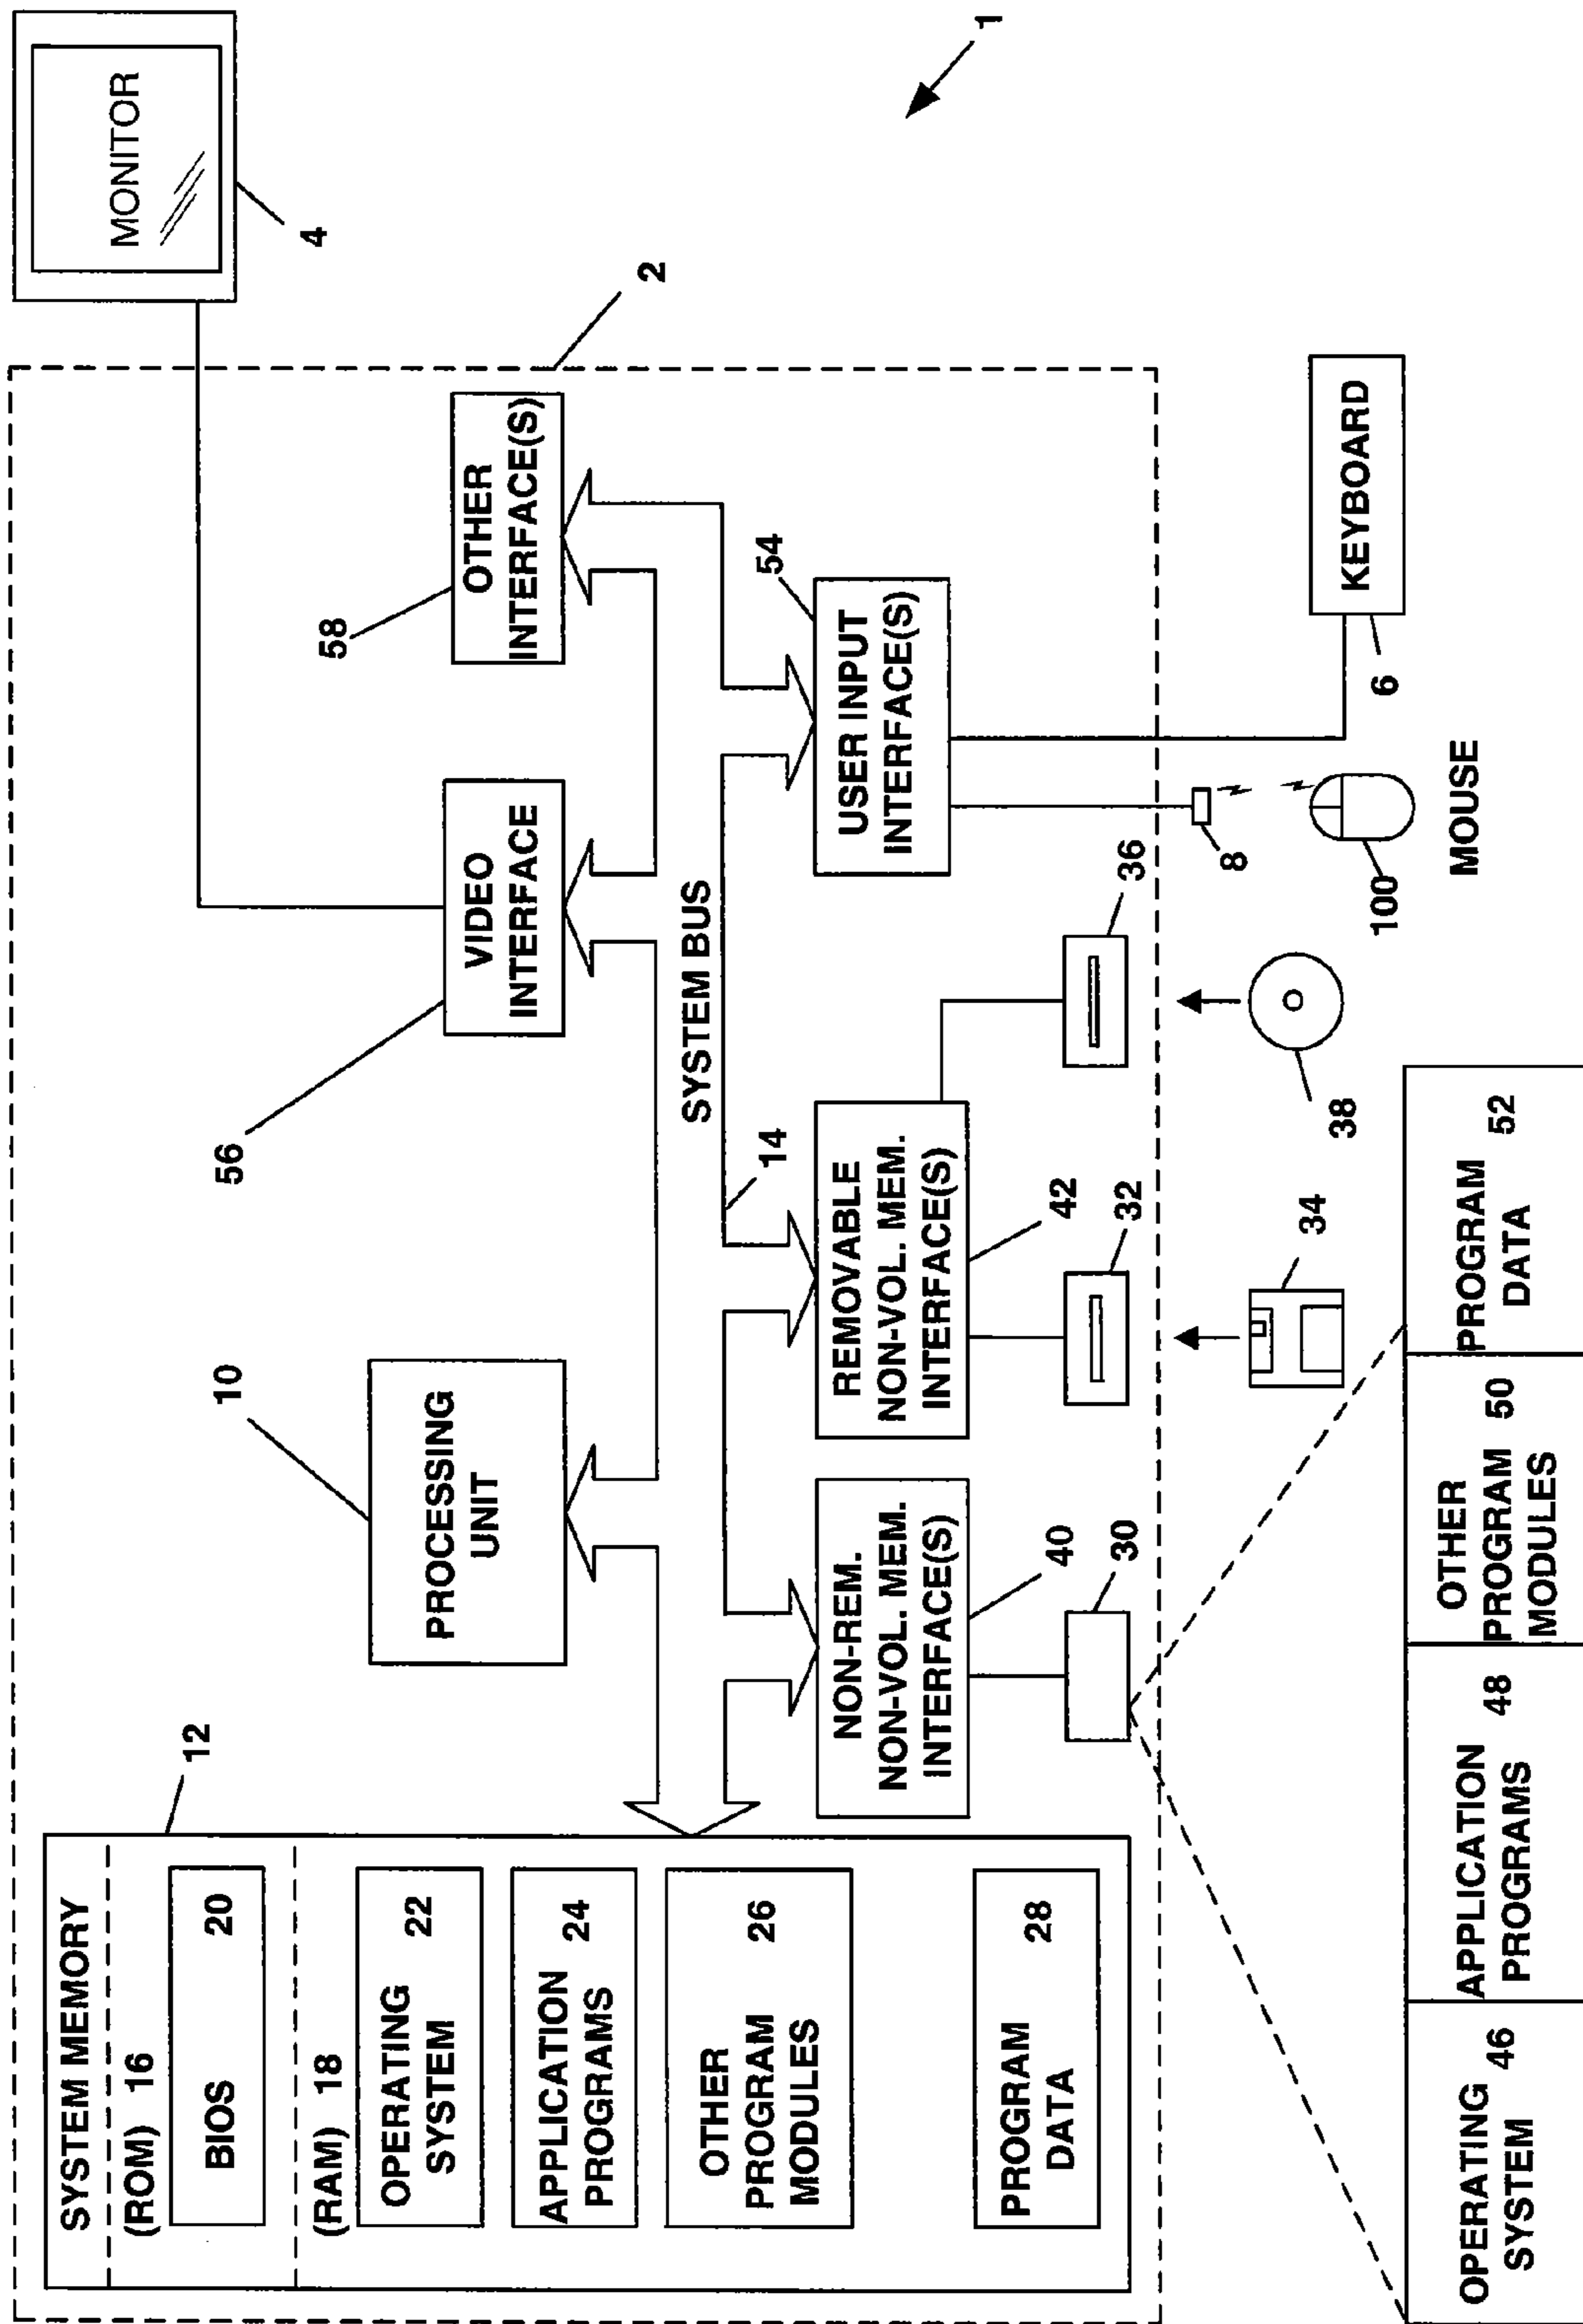 SYSTEM MEMORY
(ROM) 16
BIOS 20
(RAM) 18
OPERATING
SYSTEM 22
APPLICATION
PROGRAMS 24
OTHER
PROGRAM
MODULES 26
PROGRAM
DATA 28
12
10
PROCESSING
UNIT
56
VIDEO
INTERFACE
58
OTHER
INTERFACE(S)
MONITOR
4
2
SYSTEM BUS
14
NON-REM.
NON-VOL. MEM.
INTERFACE(S)
40
30
REMOVABLE
NON-VOL. MEM.
INTERFACE(S)
42
32
36
USER INPUT
INTERFACE(S)
54
1
34
38
8
100
MOUSE
6
KEYBOARD
OPERATING
SYSTEM 46
APPLICATION
PROGRAMS 48
OTHER
PROGRAM 50
MODULES
PROGRAM
DATA 52